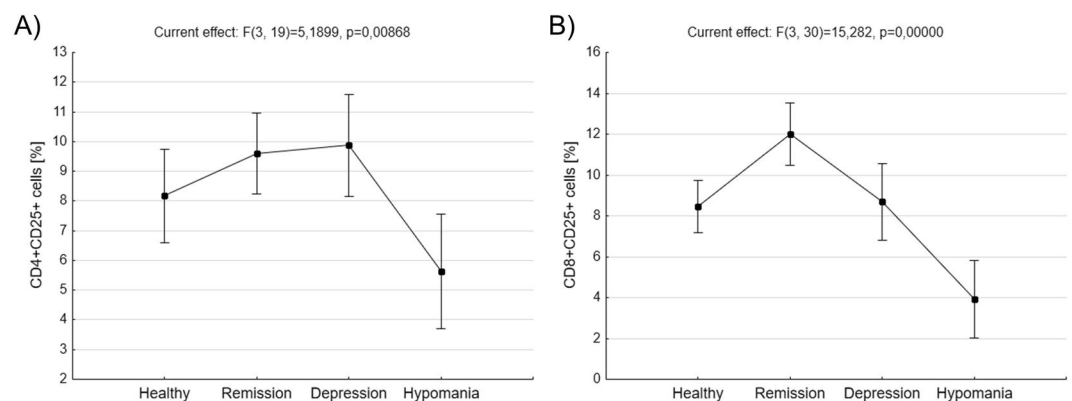 A)
Current effect: F(3, 19)=5,1899, p=0,00868
CD4+CD25+ cells [%]
13
12
11
10
9
8
7
6
5
4
3
2
Healthy Remission Depression Hypomania
B)
Current effect: F(3, 30)=15,282, p=0,00000
CD8+CD25+ cells [%]
16
14
12
10
8
6
4
2
0
Healthy Remission Depression Hypomania